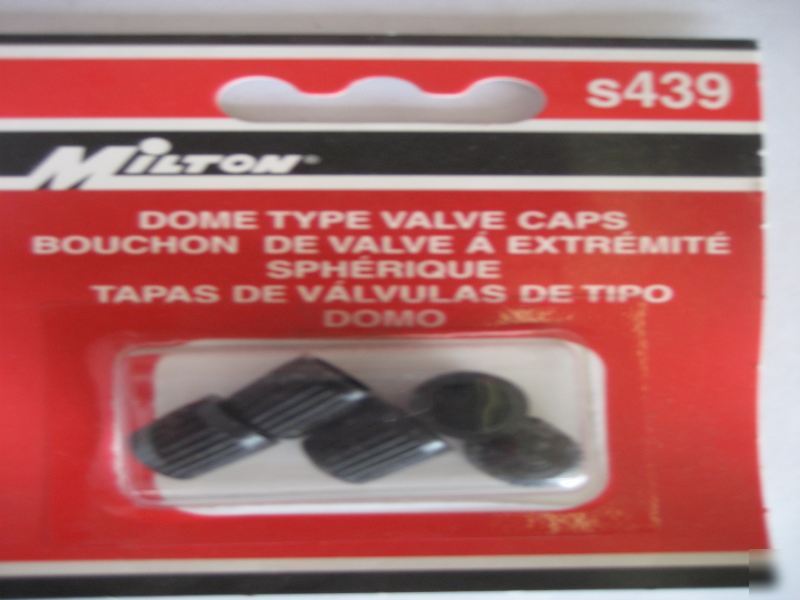 s439
MILTON®
DOME TYPE VALVE CAPS
BOUCHON DE VALVE Á EXTRÉMITÉ
SPHÉRIQUE
TAPAS DE VÁLVULAS DE TIPO
DOMO